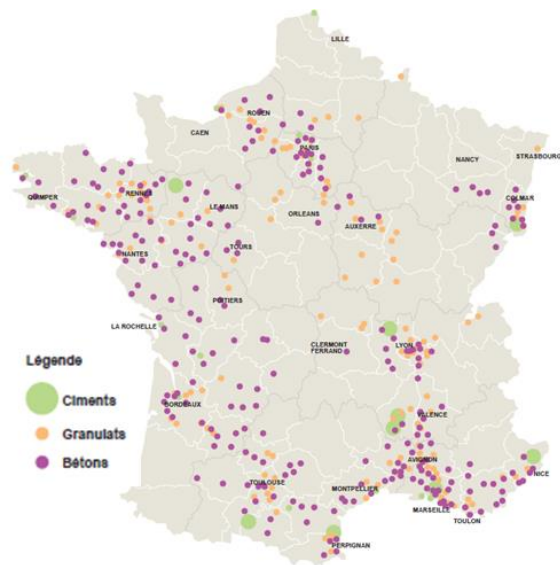 LILLE
ROUEN
CAEN
PARIS
NANCY
STRASBOURG
RENNES
COLMAR
QUIMPER
LE MANS
ORLEANS
AUXERRE
NANTES
TOURS
POITIERS
LA ROCHELLE
CLERMONT
FERRAND
LYON
Légende
Ciments
Granulats
Bétons
BORDEAUX
VALENCE
AVIGNON
NICE
TOULOUSE
MONTPELLIER
MARSEILLE
TOULON
PERPIGNAN